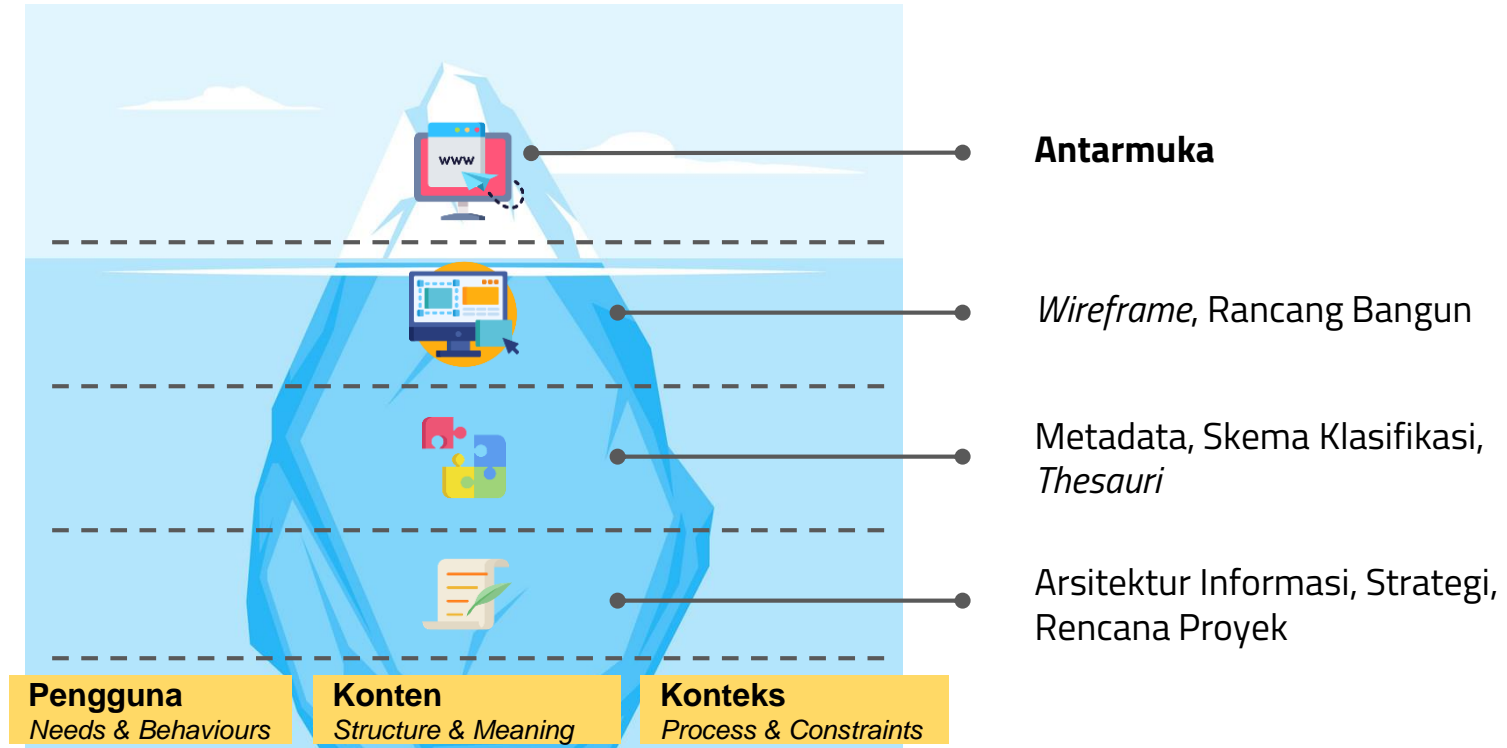 www
Antarmuka
Wireframe, Rancang Bangun
Metadata, Skema Klasifikasi,
Thesauri
Arsitektur Informasi, Strategi,
Rencana Proyek
Pengguna
Needs & Behaviours
Konten
Structure & Meaning
Konteks
Process & Constraints